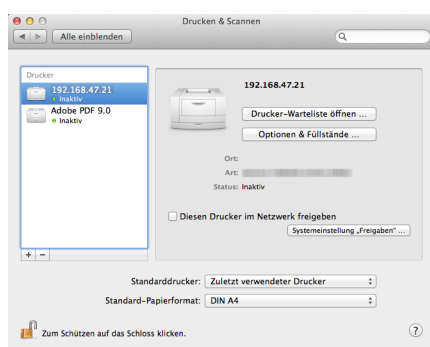 Drucken & Scannen
Alle einblenden
Drucker
192.168.47.21
Inaktiv
Adobe PDF 9.0
Inaktiv
192.168.47.21
Drucker-Warteliste öffnen ...
Optionen & Füllstände ...
Ort:
Art:
Status: Inaktiv
Diesen Drucker im Netzwerk freigeben
Systemeinstellung „Freigaben“ ...
+ −
Standarddrucker: Zuletzt verwendeter Drucker
Standard-Papierformat: DIN A4
Zum Schützen auf das Schloss klicken.
?